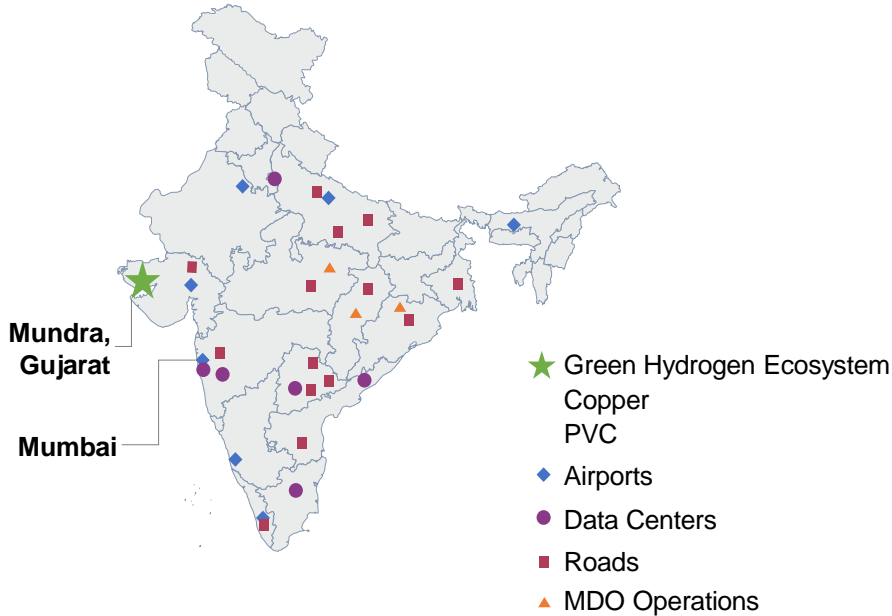 Mundra,
Gujarat
Mumbai
Green Hydrogen Ecosystem
Copper
PVC
Airports
Data Centers
Roads
MDO Operations